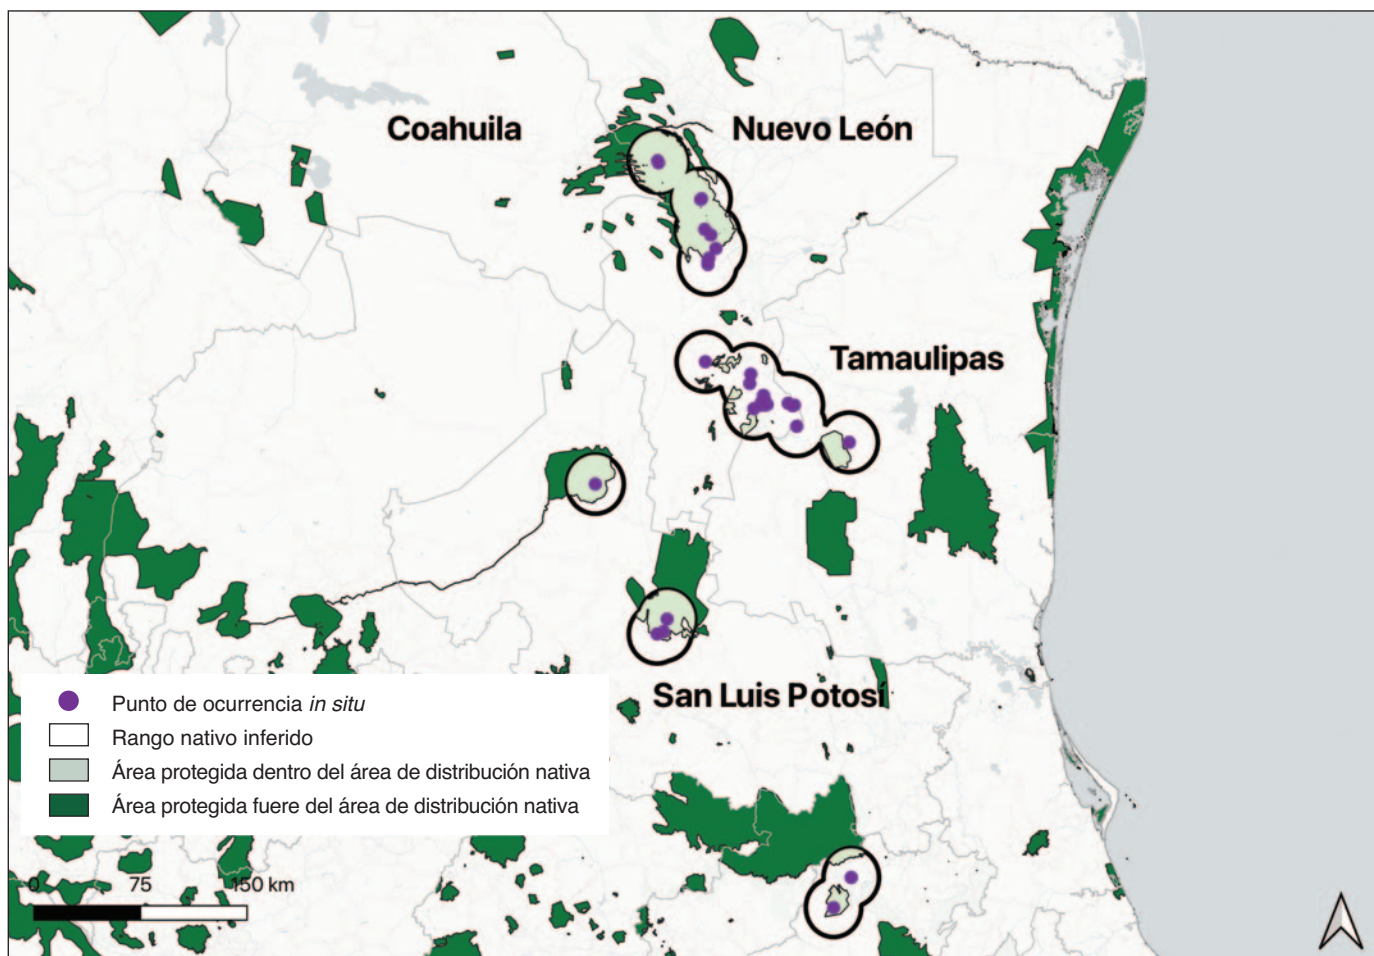 Coahuila
Nuevo León
Tamaulipas
San Luis Potosí
Punto de ocurrencia in situ
Rango nativo inferido
Área protegida dentro del área de distribución nativa
Área protegida fuere del área de distribución nativa
0 75 150 km